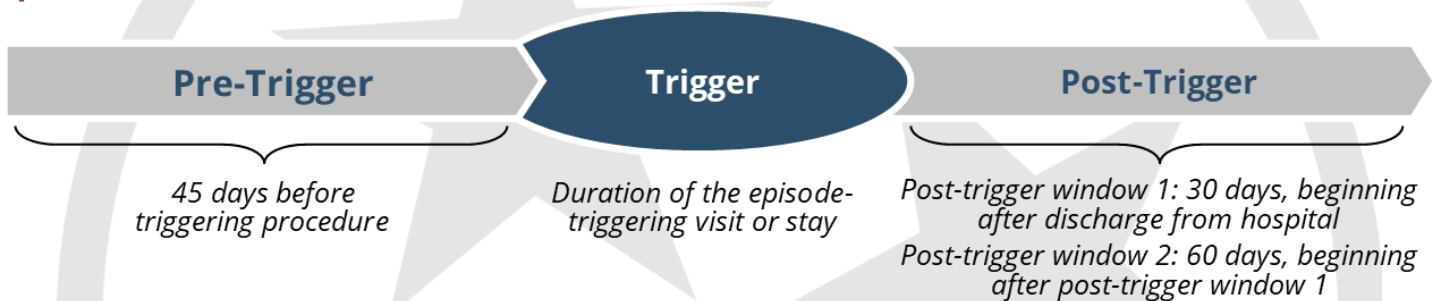 Pre-Trigger
Trigger
Post-Trigger
45 days before
triggering procedure
Duration of the episode-
triggering visit or stay
Post-trigger window 1: 30 days, beginning
after discharge from hospital
Post-trigger window 2: 60 days, beginning
after post-trigger window 1